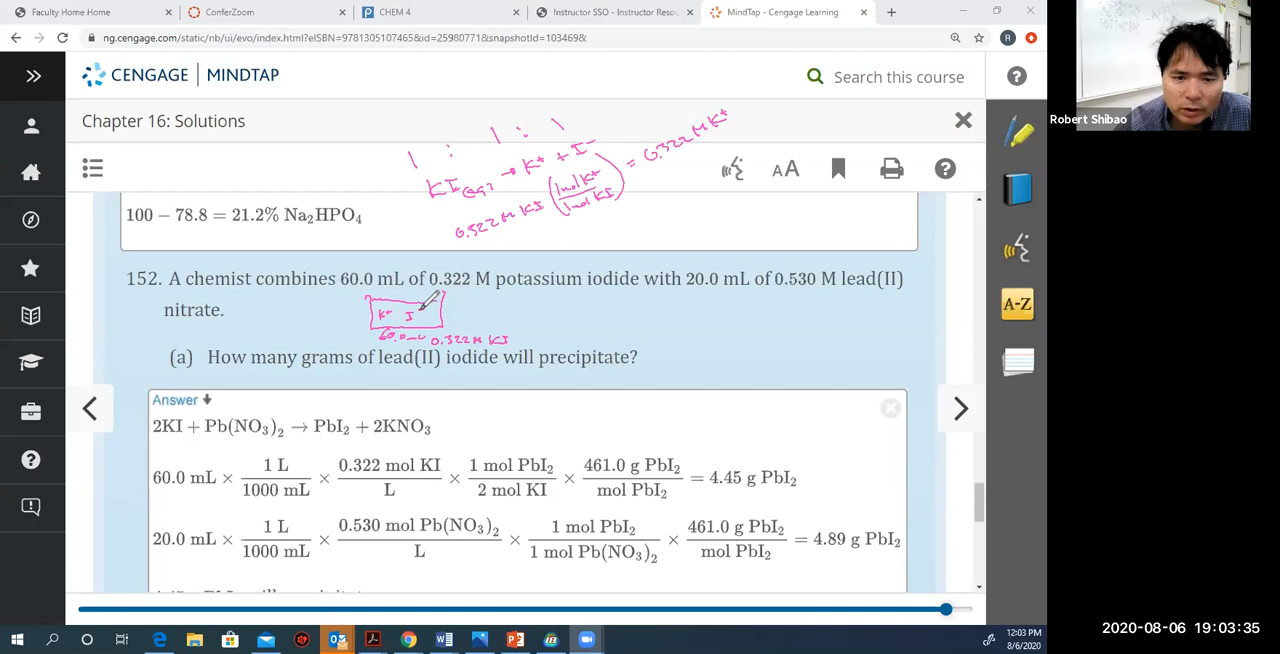 Faculty Home Home
ConferZoom
CHEM 4
Instructor SSO - Instructor Resou
MindTap - Cengage Learning
ng.cengage.com/static/nb/ui/evo/index.html?eISBN=9781305107465&id=25980771&snapshotId=103469&
R
CENGAGE | MINDTAP
Search this course
Robert Shibao
Chapter 16: Solutions
1 : 1 : 1
KI(aq) → K+ + I-
0.322 M KI (1 mol K+ / 1 mol KI) = 0.322 M K+
AA
100 − 78.8 = 21.2% Na₂HPO₄
152. A chemist combines 60.0 mL of 0.322 M potassium iodide with 20.0 mL of 0.530 M lead(II)
nitrate.
K+ I
60.0 mL 0.322 M KI
(a) How many grams of lead(II) iodide will precipitate?
Answer
2KI + Pb(NO₃)₂ → PbI₂ + 2KNO₃
60.0 mL × 1 L / 1000 mL × 0.322 mol KI / L × 1 mol PbI₂ / 2 mol KI × 461.0 g PbI₂ / mol PbI₂ = 4.45 g PbI₂
20.0 mL × 1 L / 1000 mL × 0.530 mol Pb(NO₃)₂ / L × 1 mol PbI₂ / 1 mol Pb(NO₃)₂ × 461.0 g PbI₂ / mol PbI₂ = 4.89 g PbI₂
A-Z
12:03 PM
8/6/2020
2020-08-06 19:03:35